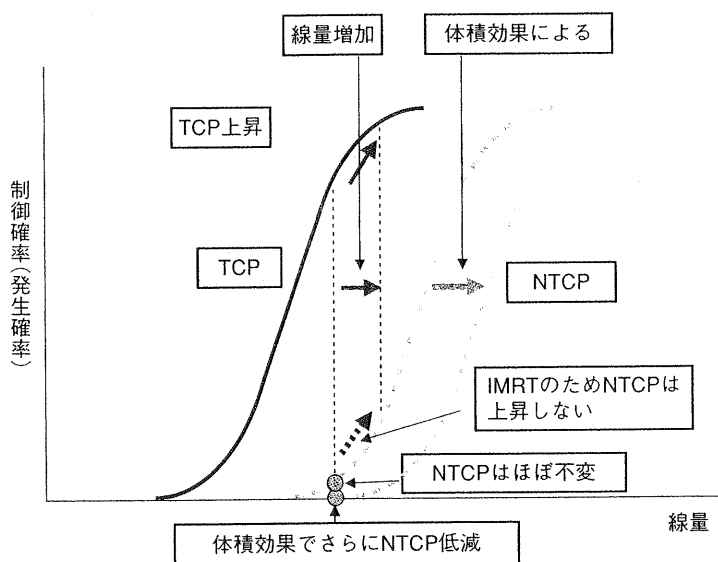 線量増加
体積効果による
TCP上昇
制御確率(発生確率)
TCP
NTCP
IMRTのためNTCPは
上昇しない
NTCPはほぼ不変
線量
体積効果でさらにNTCP低減